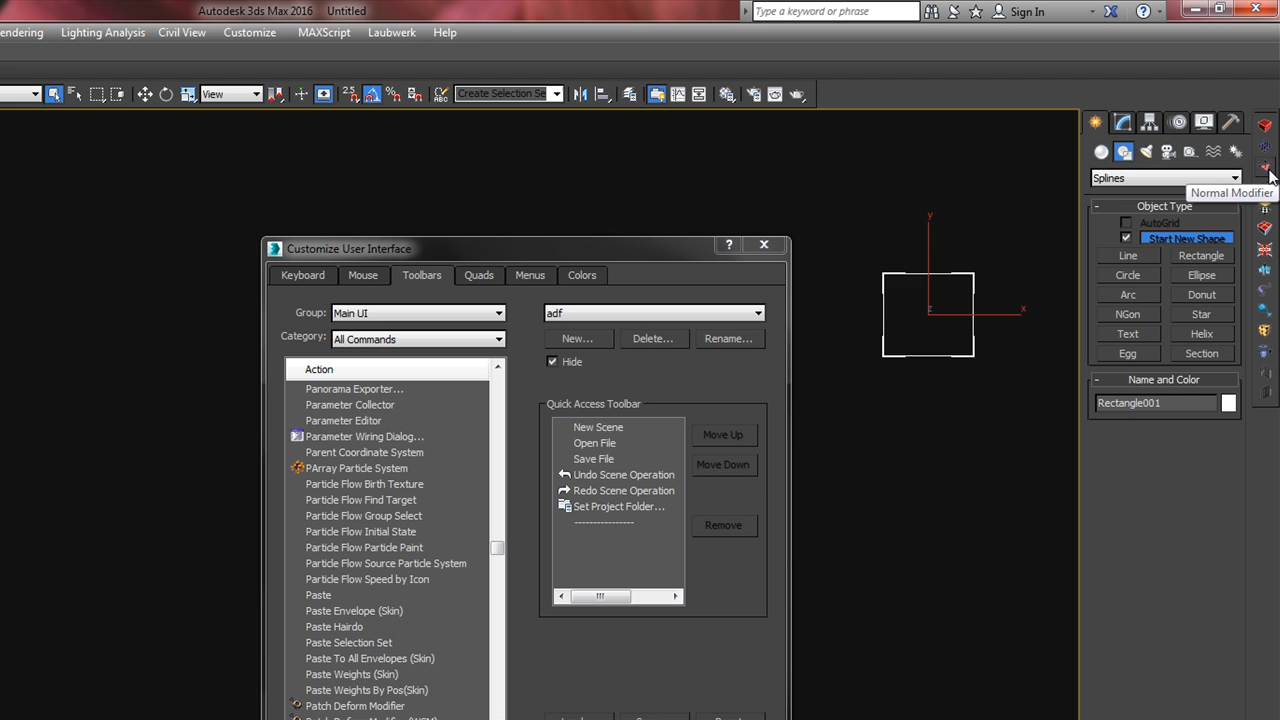 Autodesk 3ds Max 2016 Untitled
Type a keyword or phrase
Sign In
Lighting Analysis Civil View Customize MAXScript Laubwerk Help
View
2.5
Create Selection Se
Splines
Normal Modifier
Object Type
AutoGrid
Start New Shape
Line Rectangle
Circle Ellipse
Arc Donut
NGon Star
Text Helix
Egg Section
Name and Color
Rectangle001
y
x
z
Customize User Interface
Keyboard Mouse Toolbars Quads Menus Colors
Group: Main UI
Category: All Commands
Action
Panorama Exporter...
Parameter Collector
Parameter Editor
Parameter Wiring Dialog...
Parent Coordinate System
PArray Particle System
Particle Flow Birth Texture
Particle Flow Find Target
Particle Flow Group Select
Particle Flow Initial State
Particle Flow Particle Paint
Particle Flow Source Particle System
Particle Flow Speed by Icon
Paste
Paste Envelope (Skin)
Paste Hairdo
Paste Selection Set
Paste To All Envelopes (Skin)
Paste Weights (Skin)
Paste Weights By Pos(Skin)
Patch Deform Modifier
adf
New... Delete... Rename...
Hide
Quick Access Toolbar
New Scene
Open File
Save File
Undo Scene Operation
Redo Scene Operation
Set Project Folder...
----------------
Move Up
Move Down
Remove